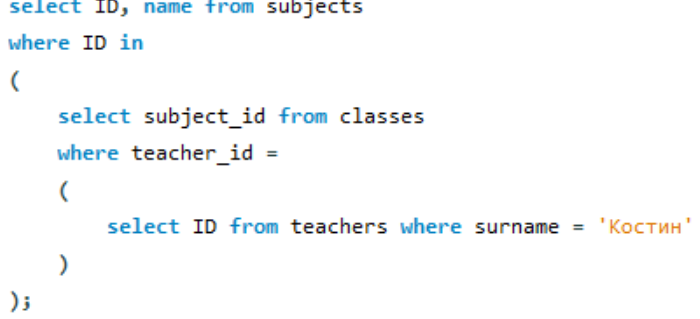 select ID, name from subjects
where ID in
(
select subject_id from classes
where teacher_id =
(
select ID from teachers where surname = 'Костин'
)
);